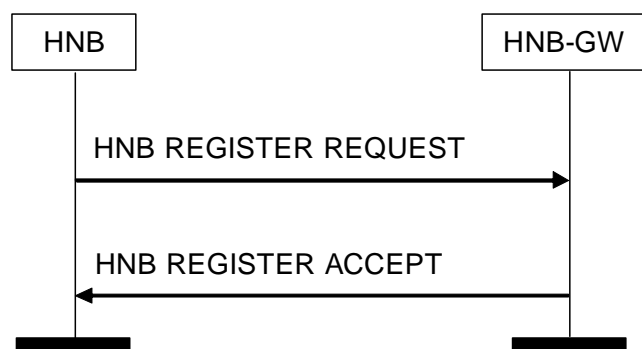 HNB
HNB-GW
HNB REGISTER REQUEST
HNB REGISTER ACCEPT